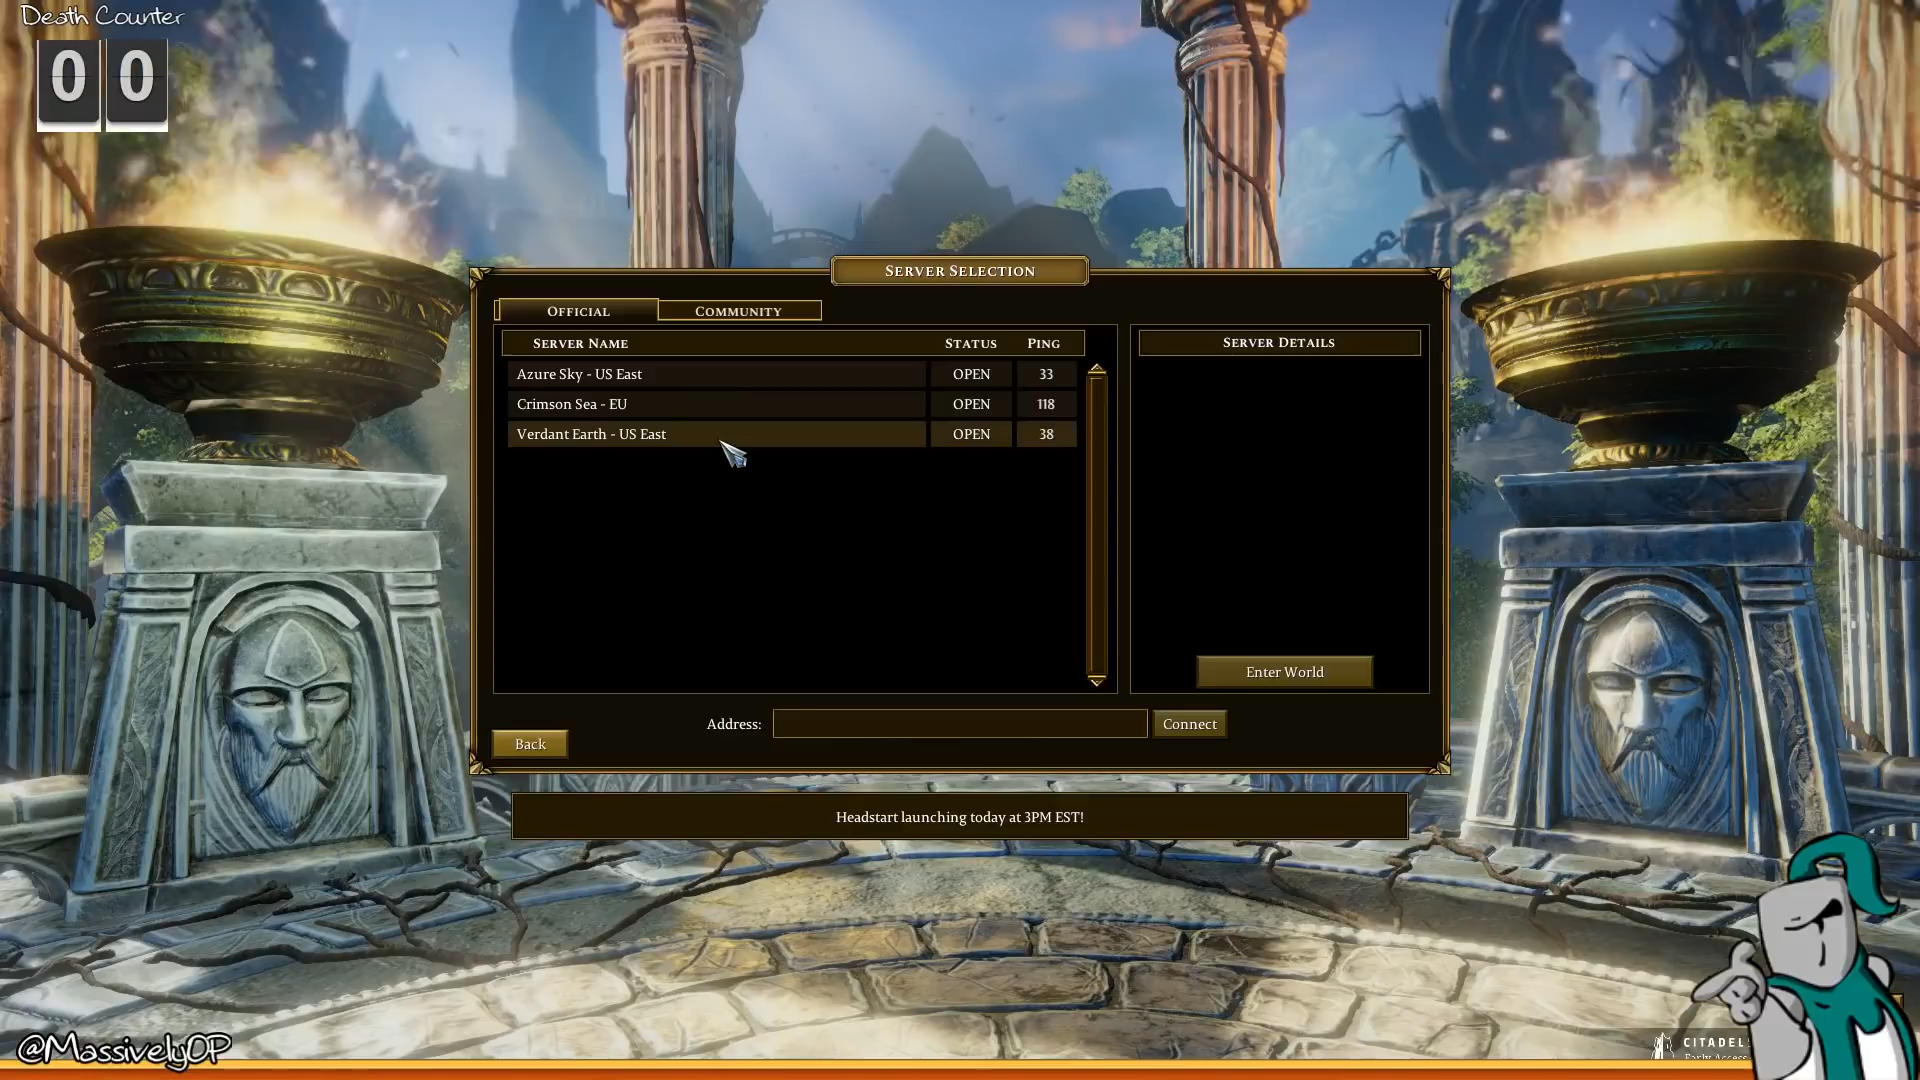 Death Counter
0 0
SERVER SELECTION
OFFICIAL COMMUNITY
SERVER NAME STATUS PING
Azure Sky - US East OPEN 33
Crimson Sea - EU OPEN 118
Verdant Earth - US East OPEN 38
SERVER DETAILS
Enter World
Address: Connect
Back
Headstart launching today at 3PM EST!
@MassivelyOP
CITADEL:
Early Access